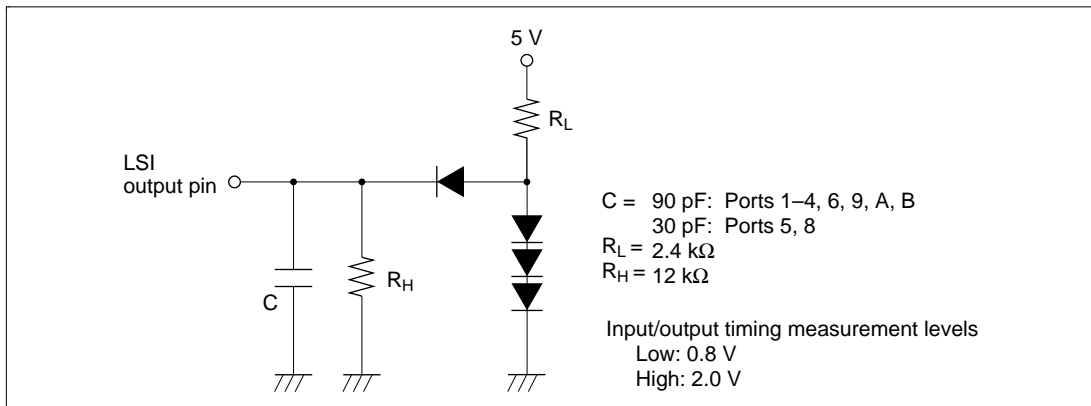 5 V
R_L
LSI
output pin
C
R_H
C = 90 pF: Ports 1–4, 6, 9, A, B
30 pF: Ports 5, 8
R_L = 2.4 kΩ
R_H = 12 kΩ
Input/output timing measurement levels
Low: 0.8 V
High: 2.0 V